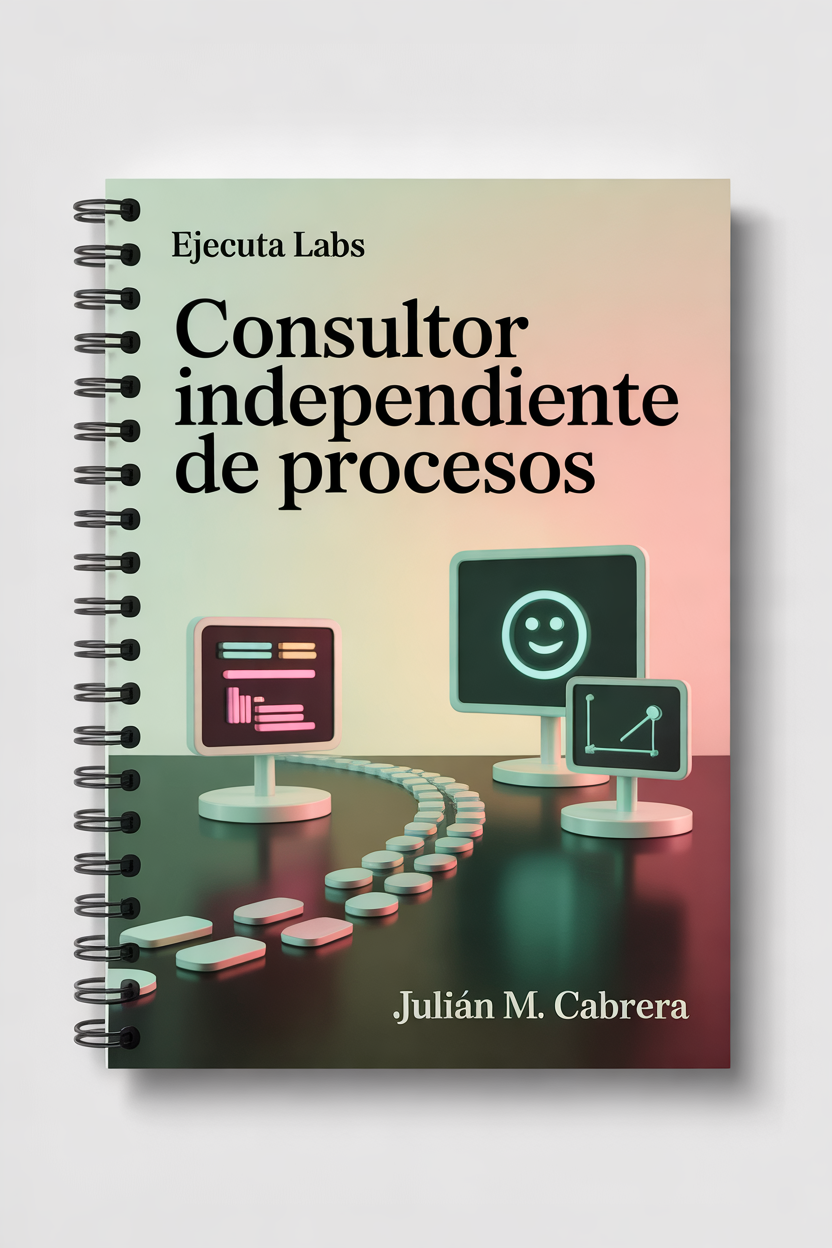 Ejecuta Labs
Consultor
independiente
de procesos
Julián M. Cabrera